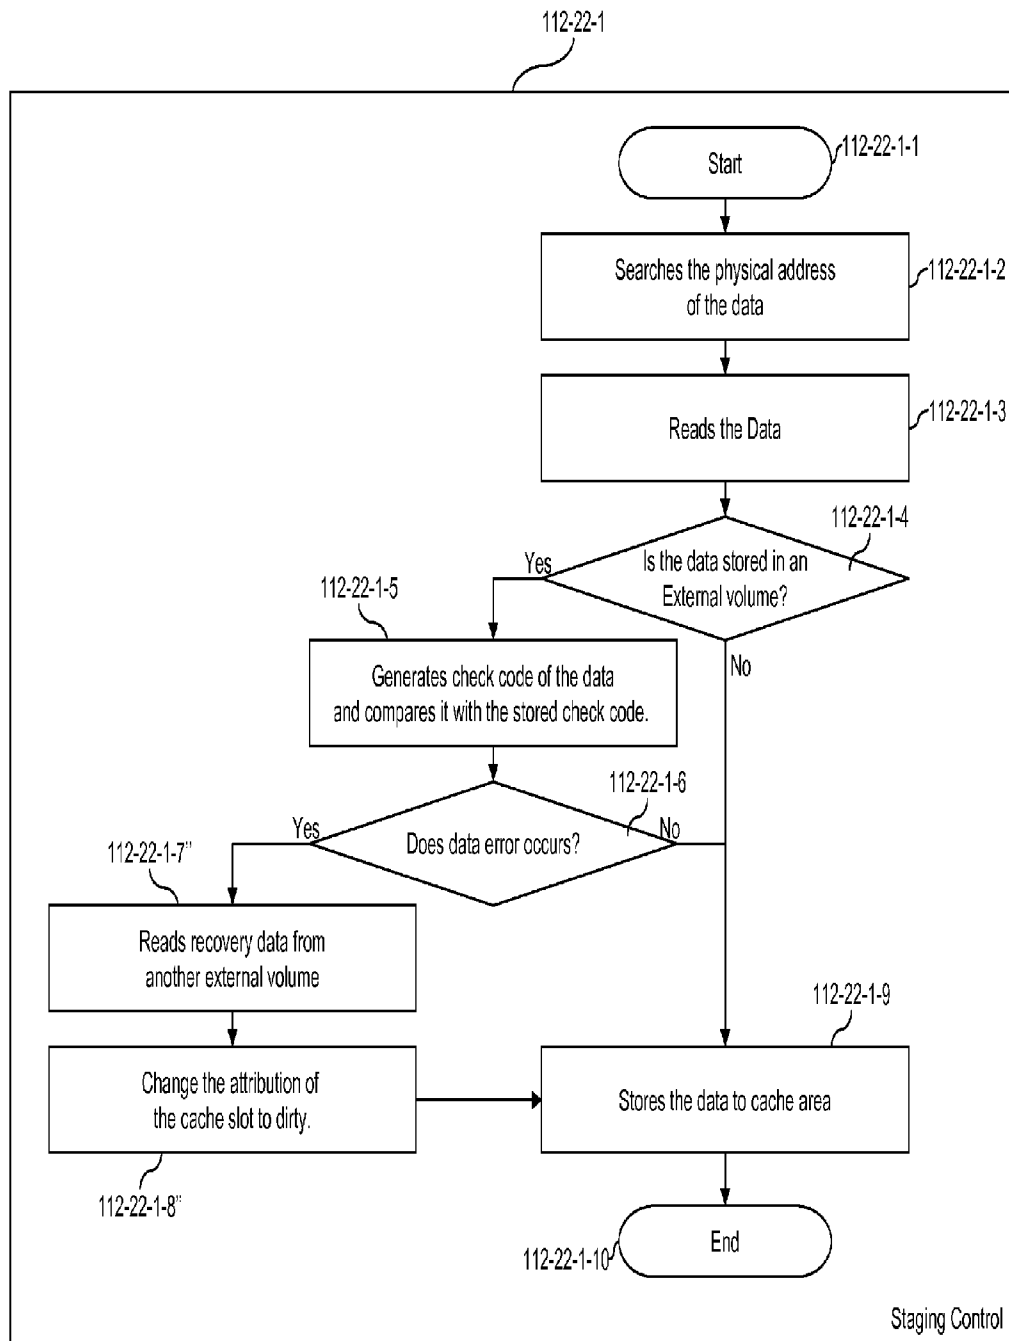 112-22-1
Start
112-22-1-1
Searches the physical address
of the data
112-22-1-2
Reads the Data
112-22-1-3
112-22-1-4
Is the data stored in an
External volume?
Yes
No
112-22-1-5
Generates check code of the data
and compares it with the stored check code.
112-22-1-6
Does data error occurs?
Yes
No
112-22-1-7"
Reads recovery data from
another external volume
112-22-1-9
Change the attribution of
the cache slot to dirty.
112-22-1-8"
Stores the data to cache area
End
112-22-1-10
Staging Control